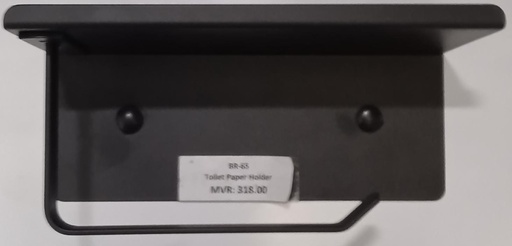 BR-65
Toilet Paper Holder
MVR: 318.00